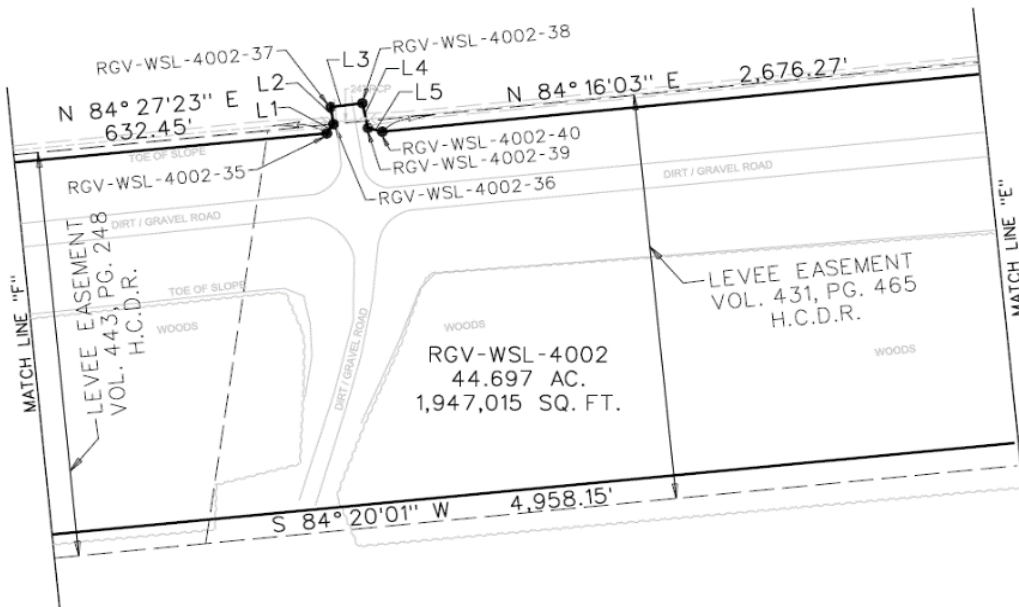 RGV-WSL-4002-37
L3
RGV-WSL-4002-38
L4
L2
L5
L1
N 84° 27'23" E
632.45'
N 84° 16'03" E
2,676.27'
TOE OF SLOPE
RGV-WSL-4002-40
RGV-WSL-4002-39
RGV-WSL-4002-35
RGV-WSL-4002-36
DIRT / GRAVEL ROAD
DIRT / GRAVEL ROAD
MATCH LINE "F"
MATCH LINE "E"
LEVEE EASEMENT
VOL. 443, PG. 248
H.C.D.R.
LEVEE EASEMENT
VOL. 431, PG. 465
H.C.D.R.
TOE OF SLOPE
WOODS
DIRT / GRAVEL ROAD
WOODS
WOODS
RGV-WSL-4002
44.697 AC.
1,947,015 SQ. FT.
S 84° 20'01" W
4,958.15'